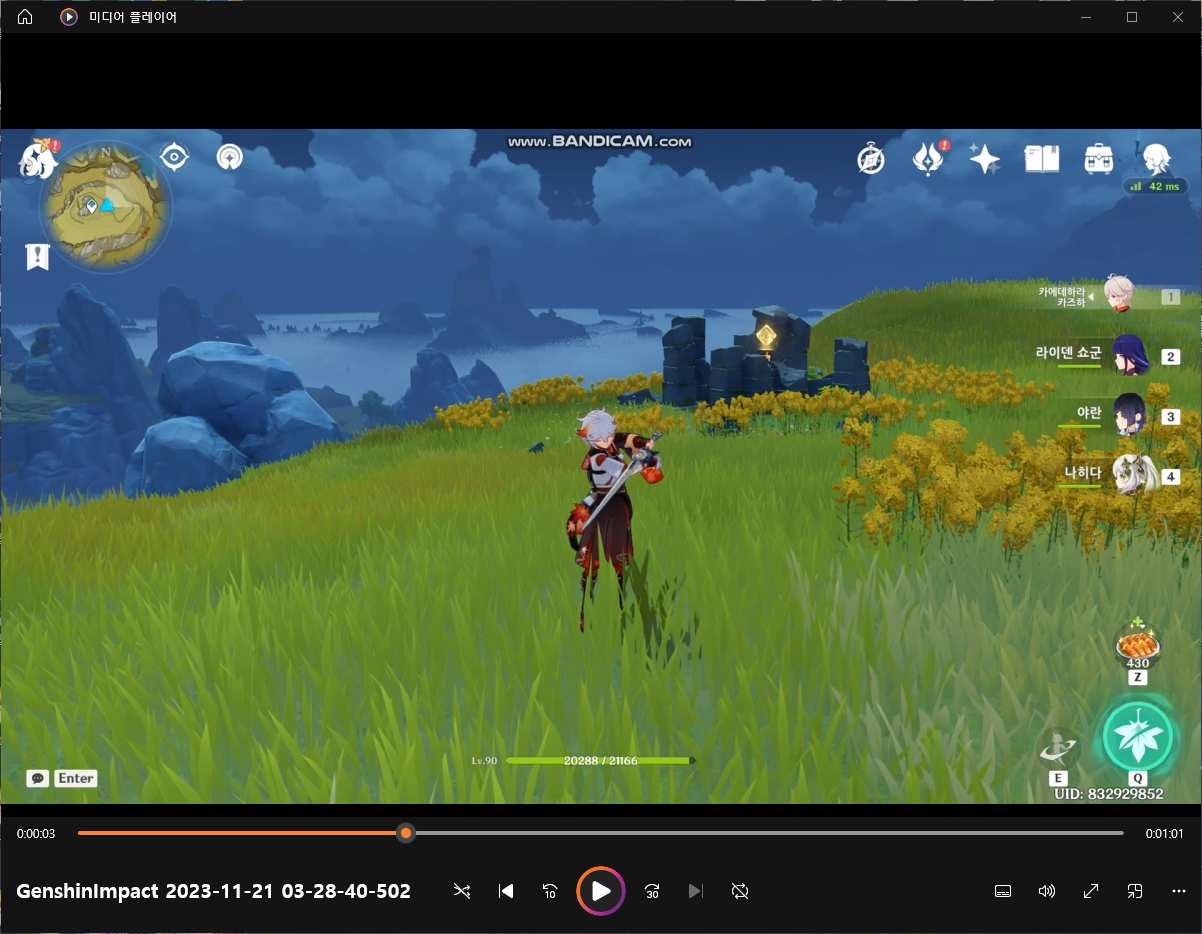 미디어 플레이어
www.BANDICAM.com
N
42 ms
카에데하라
카즈하
1
라이덴 쇼군
2
야란
3
나히다
4
430
Z
Lv.90
20288 / 21166
Enter
E
Q
UID: 832929852
0:00:03
0:01:01
GenshinImpact 2023-11-21 03-28-40-502
10
30